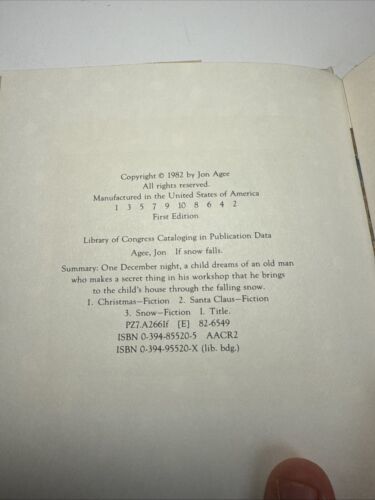 Copyright © 1982 by Jon Agee
All rights reserved.
Manufactured in the United States of America
1 3 5 7 9 10 8 6 4 2
First Edition
Library of Congress Cataloging in Publication Data
Agee, Jon If snow falls.
Summary: One December night, a child dreams of an old man
who makes a secret thing in his workshop that he brings
to the child's house through the falling snow.
1. Christmas—Fiction 2. Santa Claus—Fiction
3. Snow—Fiction I. Title.
PZ7.A266If [E] 82-6549
ISBN 0-394-85520-5 AACR2
ISBN 0-394-95520-X (lib. bdg.)